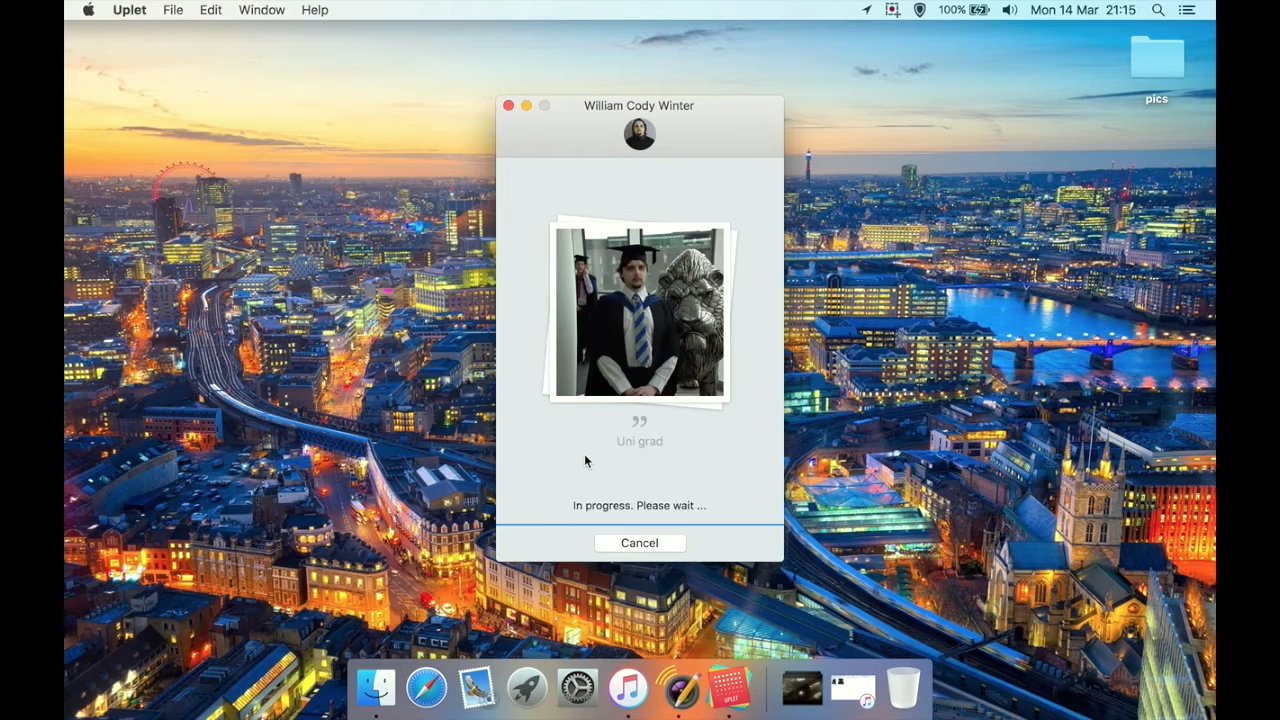 Uplet File Edit Window Help 100% Mon 14 Mar 21:15
pics
William Cody Winter
Uni grad
In progress. Please wait ...
Cancel
UPLET